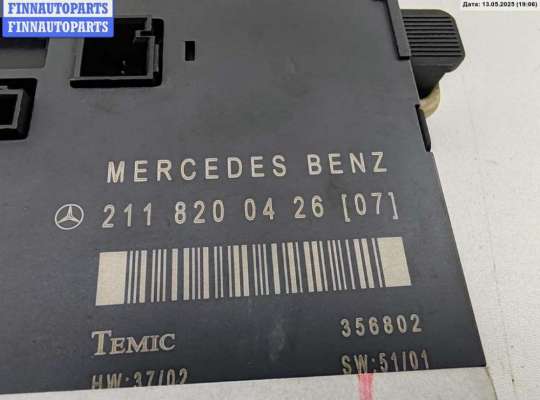 FINNAUTOPARTS
FINNAUTOPARTS
Дата: 13.05.2025 (19:06)
MERCEDES BENZ
211 820 04 26 [07]
TEMIC 356802
HW:37/02 SW:51/01